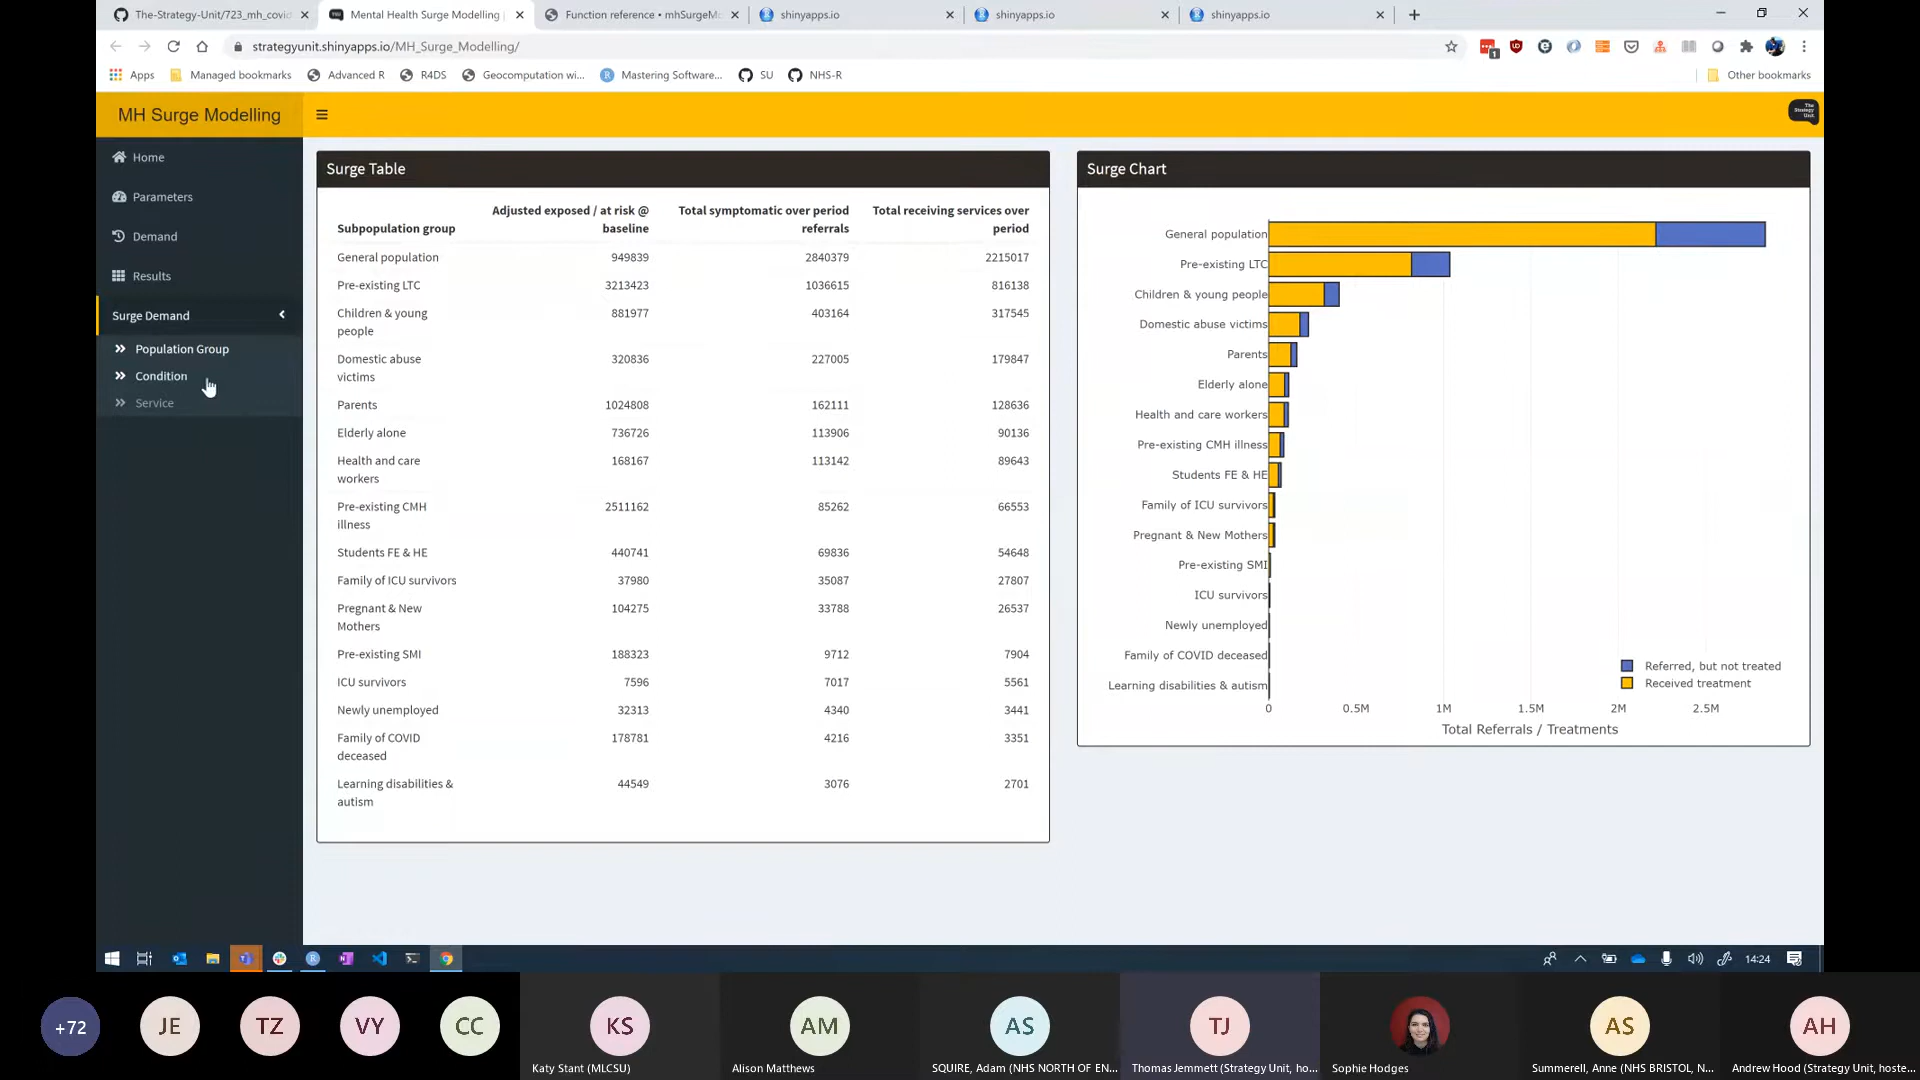 The-Strategy-Unit/723_mh_covid
Mental Health Surge Modelling
Function reference • mhSurgeMo
shinyapps.io
shinyapps.io
shinyapps.io
strategyunit.shinyapps.io/MH_Surge_Modelling/
1
Apps
Managed bookmarks
Advanced R
R4DS
Geocomputation wi...
Mastering Software...
SU
NHS-R
Other bookmarks
MH Surge Modelling
The Strategy Unit
Home
Parameters
Demand
Results
Surge Demand
Population Group
Condition
Service
Surge Table
Subpopulation group Adjusted exposed / at risk @ baseline Total symptomatic over period referrals Total receiving services over period
General population 949839 2840379 2215017
Pre-existing LTC 3213423 1036615 816138
Children & young people 881977 403164 317545
Domestic abuse victims 320836 227005 179847
Parents 1024808 162111 128636
Elderly alone 736726 113906 90136
Health and care workers 168167 113142 89643
Pre-existing CMH illness 2511162 85262 66553
Students FE & HE 440741 69836 54648
Family of ICU survivors 37980 35087 27807
Pregnant & New Mothers 104275 33788 26537
Pre-existing SMI 188323 9712 7904
ICU survivors 7596 7017 5561
Newly unemployed 32313 4340 3441
Family of COVID deceased 178781 4216 3351
Learning disabilities & autism 44549 3076 2701
Surge Chart
General population
Pre-existing LTC
Children & young people
Domestic abuse victims
Parents
Elderly alone
Health and care workers
Pre-existing CMH illness
Students FE & HE
Family of ICU survivors
Pregnant & New Mothers
Pre-existing SMI
ICU survivors
Newly unemployed
Family of COVID deceased
Learning disabilities & autism
Referred, but not treated
Received treatment
0 0.5M 1M 1.5M 2M 2.5M
Total Referrals / Treatments
14:24
+72
JE
TZ
VY
CC
KS
AM
AS
TJ
AS
AH
Katy Stant (MLCSU)
Alison Matthews
SQUIRE, Adam (NHS NORTH OF EN...
Thomas Jemmett (Strategy Unit, ho...
Sophie Hodges
Summerell, Anne (NHS BRISTOL, N...
Andrew Hood (Strategy Unit, hoste...